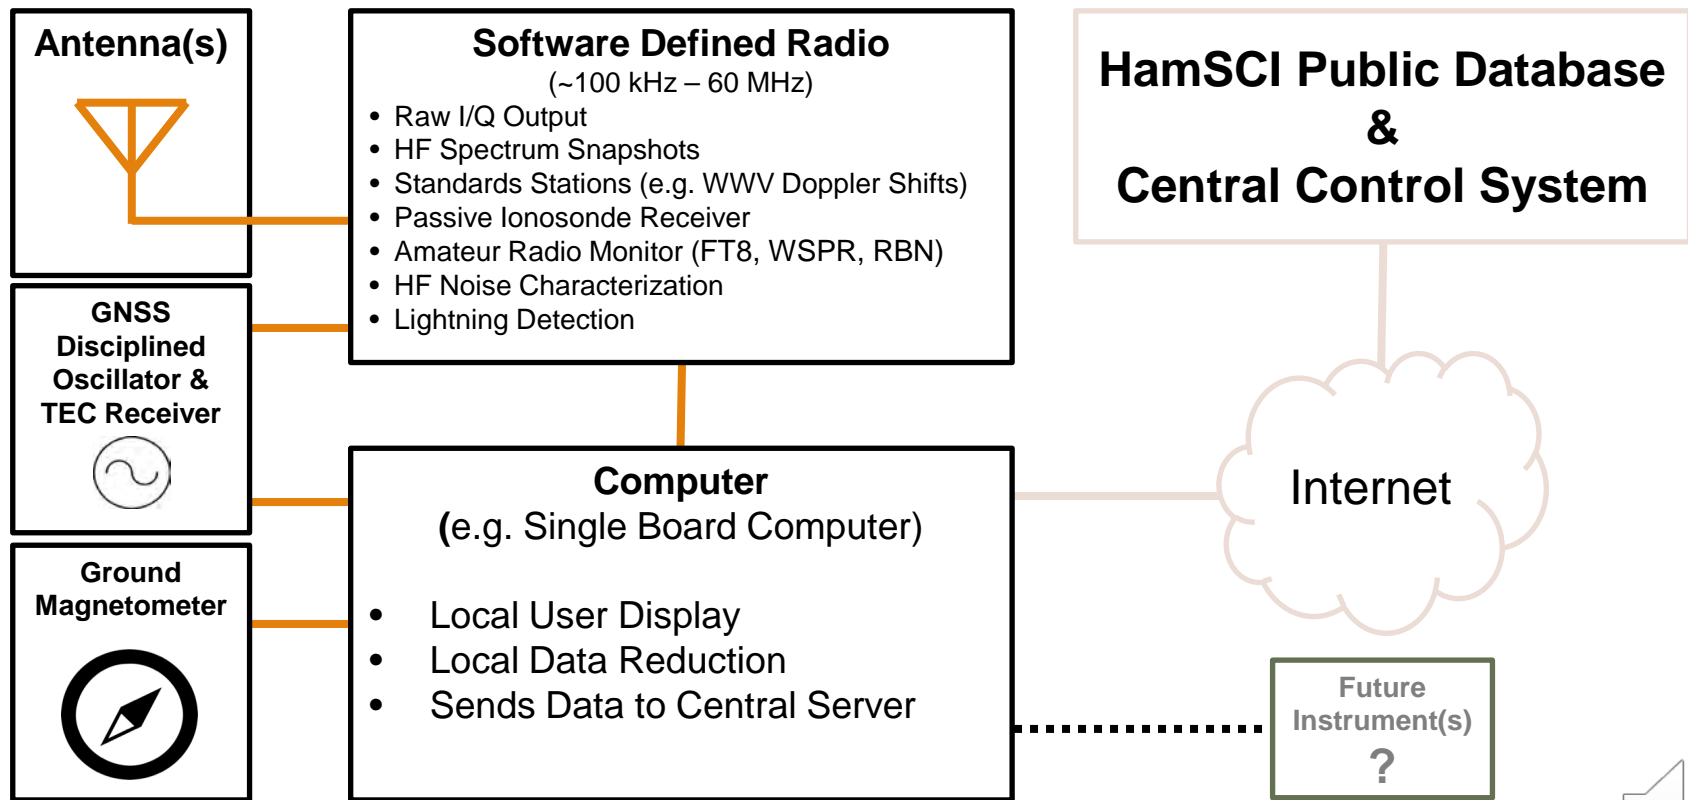 Antenna(s)
Software Defined Radio
(~100 kHz – 60 MHz)
• Raw I/Q Output
• HF Spectrum Snapshots
• Standards Stations (e.g. WWV Doppler Shifts)
• Passive Ionosonde Receiver
• Amateur Radio Monitor (FT8, WSPR, RBN)
• HF Noise Characterization
• Lightning Detection
HamSCI Public Database
&
Central Control System
GNSS
Disciplined
Oscillator &
TEC Receiver
Computer
(e.g. Single Board Computer)
• Local User Display
• Local Data Reduction
• Sends Data to Central Server
Internet
Ground
Magnetometer
Future
Instrument(s)
?